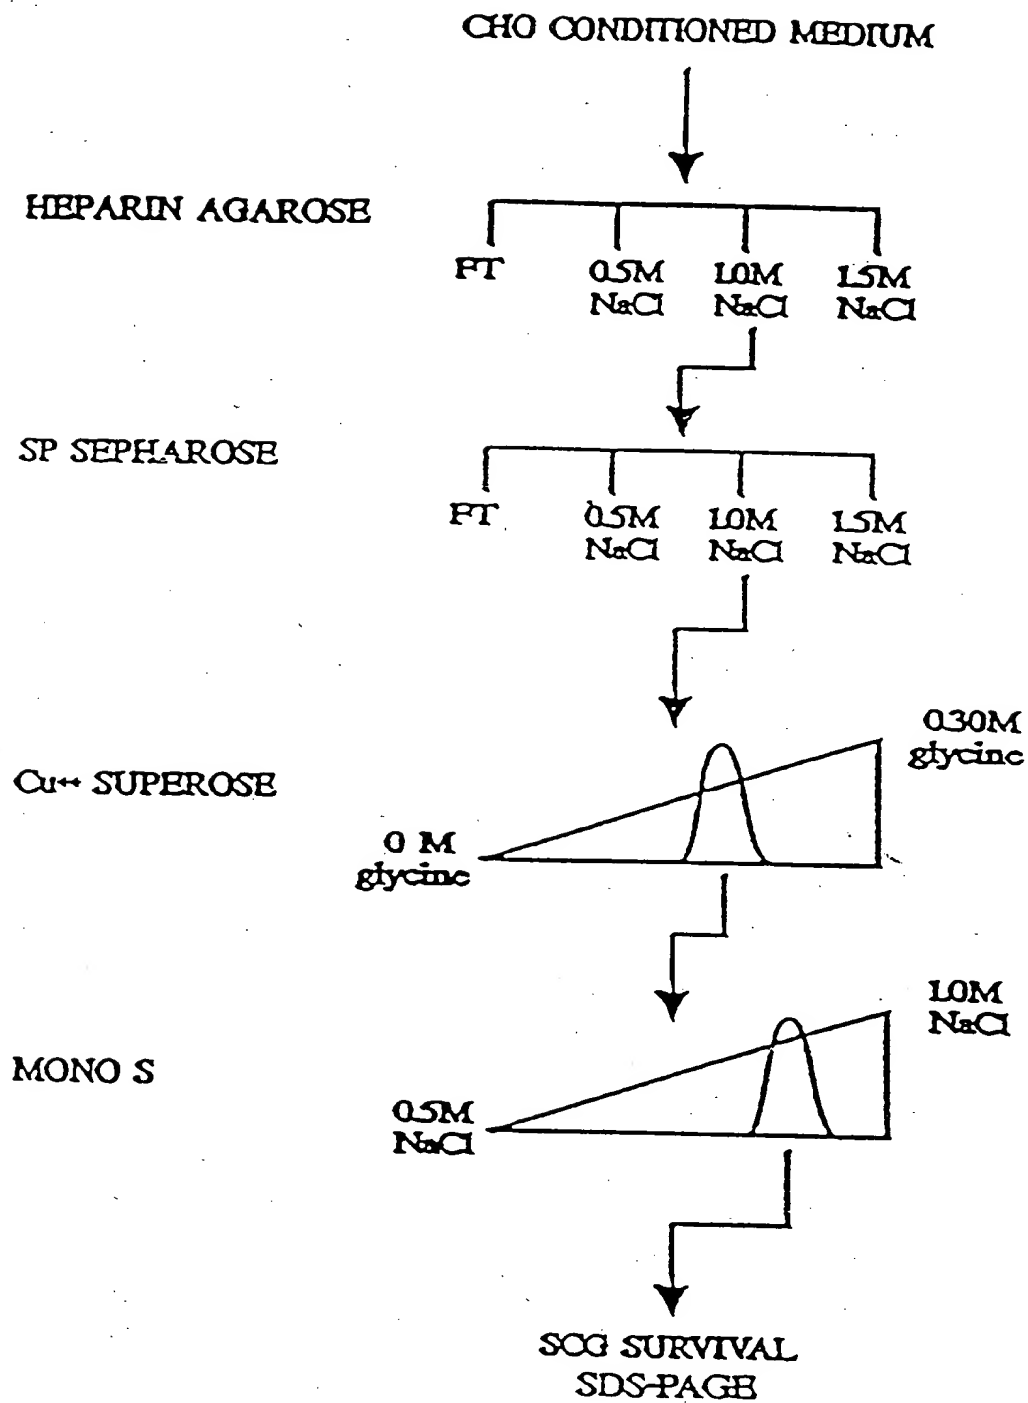 CHO CONDITIONED MEDIUM
HEPARIN AGAROSE
FT
0.5M
NaCl
1.0M
NaCl
1.5M
NaCl
SP SEPHAROSE
FT
0.5M
NaCl
1.0M
NaCl
1.5M
NaCl
0.30M
glycine
Cu++ SUPEROSE
0 M
glycine
1.0M
NaCl
MONO S
0.5M
NaCl
SCG SURVIVAL
SDS-PAGE